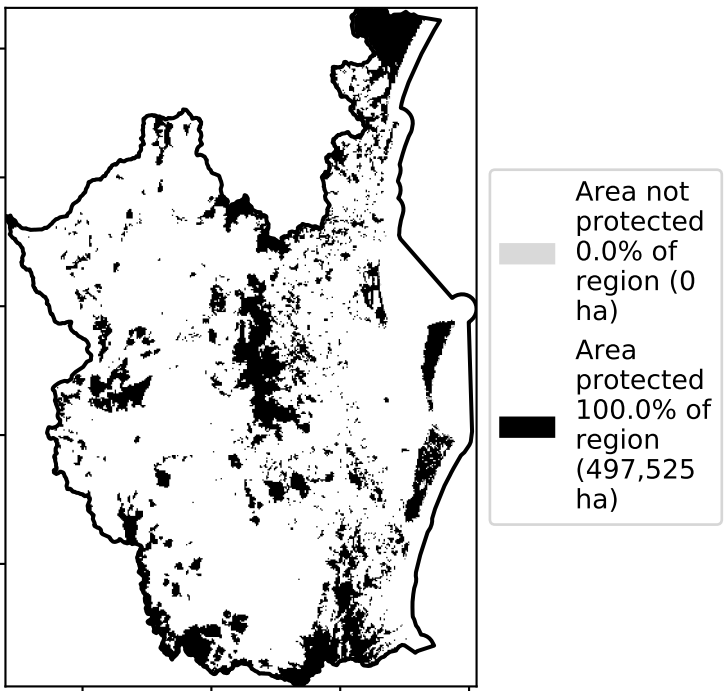 Area not
protected
0.0% of
region (0
ha)
Area
protected
100.0% of
region
(497,525
ha)